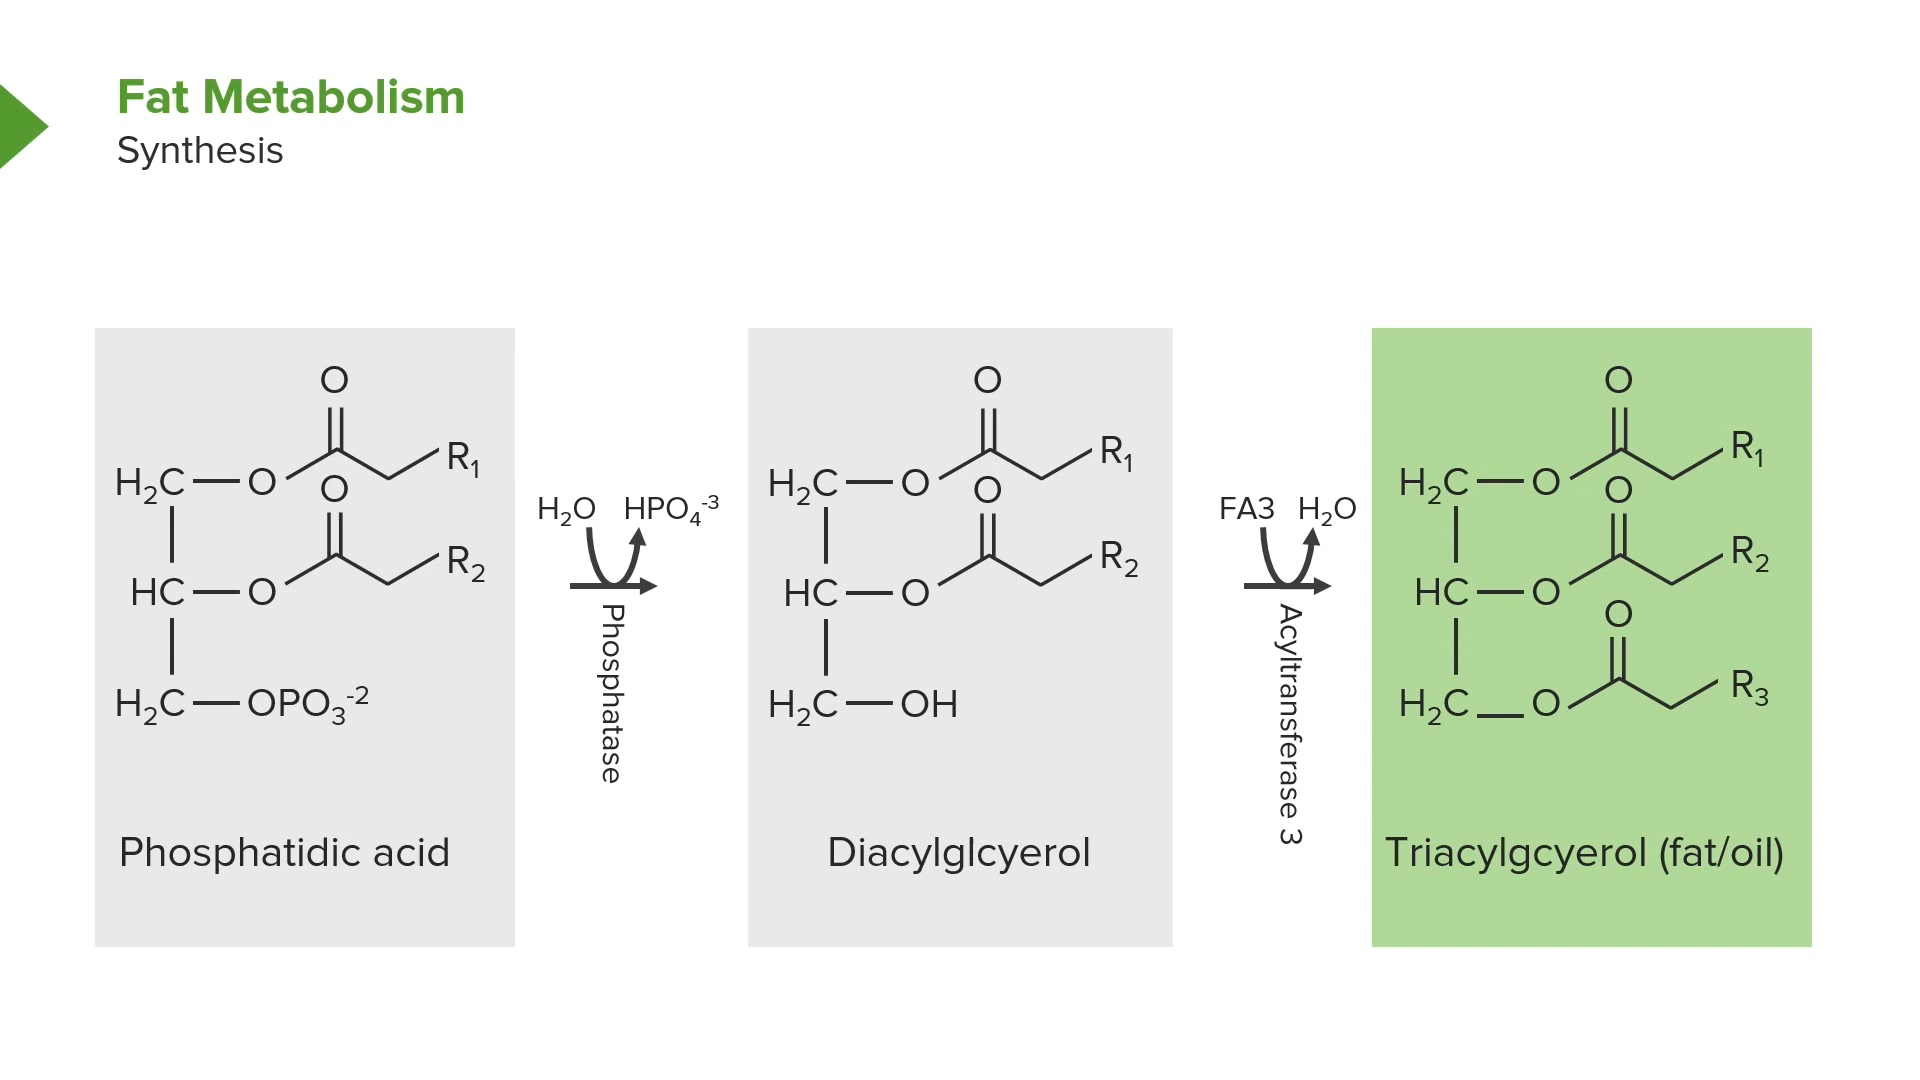 Fat Metabolism
Synthesis
O
H₂C — O R₁
O
HC — O R₂
H₂C — OPO₃⁻²
Phosphatidic acid
H₂O HPO₄⁻³
Phosphatase
O
H₂C — O R₁
O
HC — O R₂
H₂C — OH
Diacylglcyerol
FA3 H₂O
Acyltransferase 3
O
H₂C — O R₁
O
HC — O R₂
O
H₂C — O R₃
Triacylgcyerol (fat/oil)